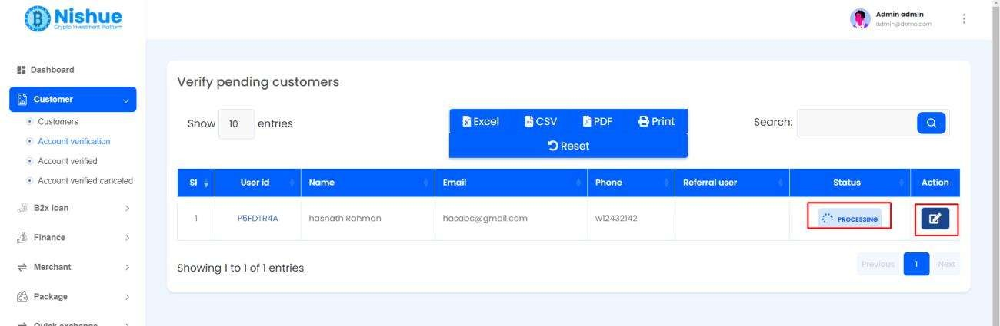 Nishue
Crypto Investment Platform
Admin admin
admin@demo.com
Dashboard
Customer
Customers
Account verification
Account verified
Account verified canceled
B2x loan
Finance
Merchant
Package
Quick exchange
Verify pending customers
Show 10 entries
Excel CSV PDF Print
Reset
Search:
Sl User id Name Email Phone Referral user Status Action
1 P5FDTR4A hasnath Rahman hasabc@gmail.com w12432142 PROCESSING
Showing 1 to 1 of 1 entries
Previous 1 Next